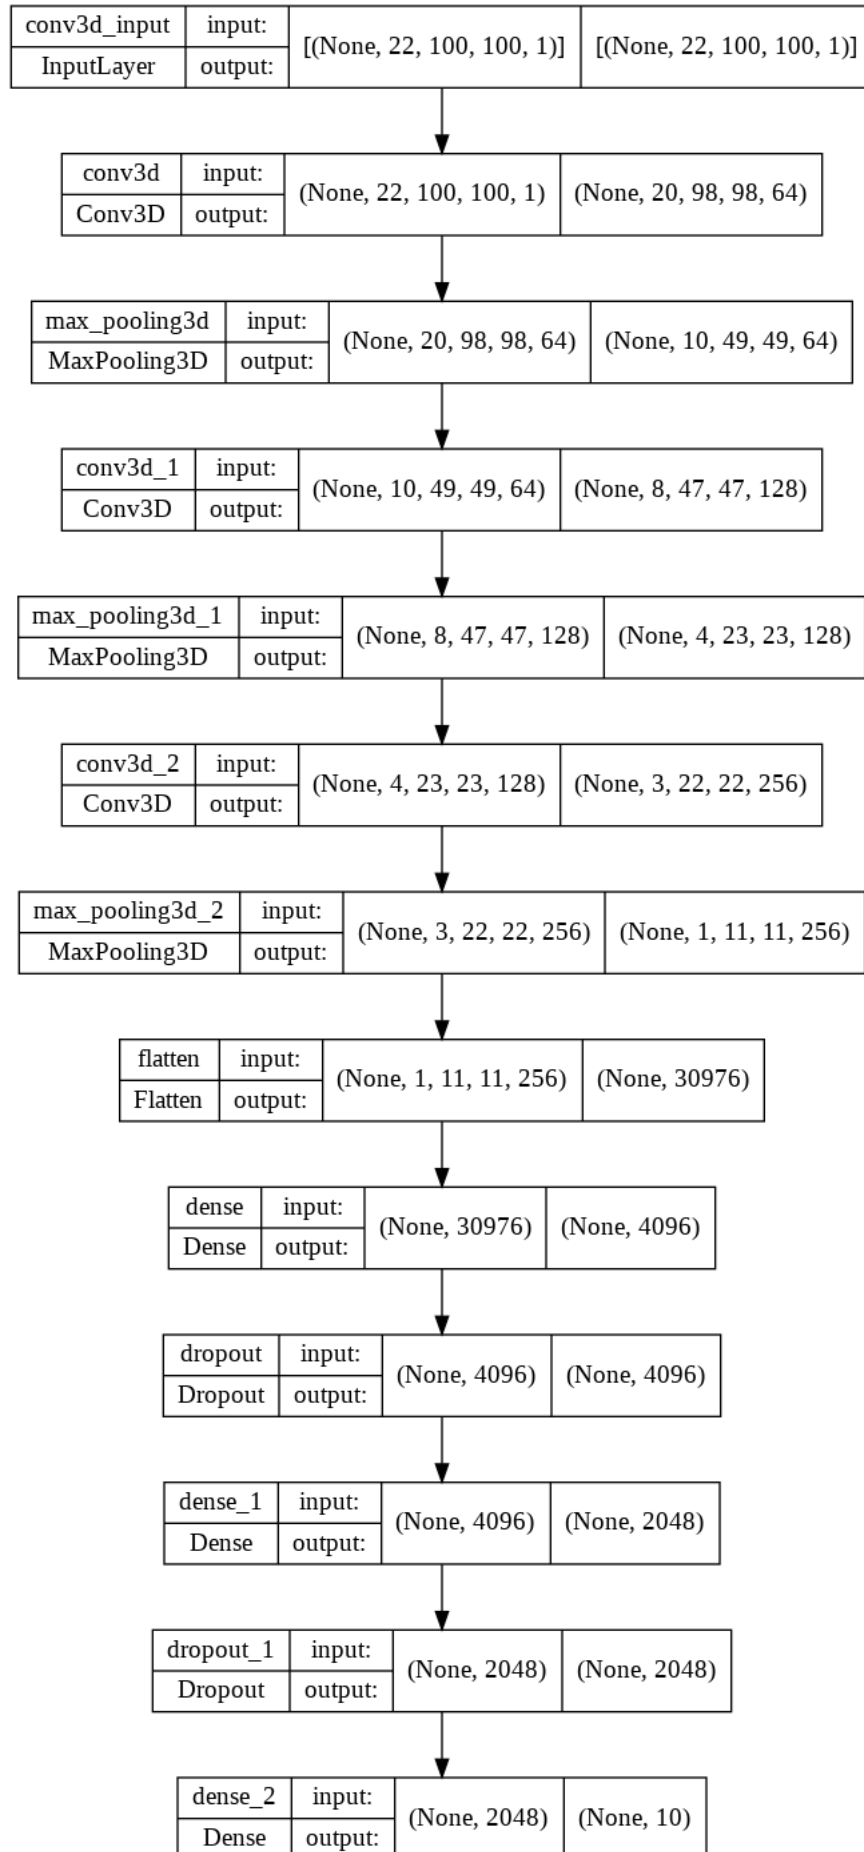 conv3d_input input: [(None, 22, 100, 100, 1)] [(None, 22, 100, 100, 1)]
InputLayer output:
conv3d input: (None, 22, 100, 100, 1) (None, 20, 98, 98, 64)
Conv3D output:
max_pooling3d input: (None, 20, 98, 98, 64) (None, 10, 49, 49, 64)
MaxPooling3D output:
conv3d_1 input: (None, 10, 49, 49, 64) (None, 8, 47, 47, 128)
Conv3D output:
max_pooling3d_1 input: (None, 8, 47, 47, 128) (None, 4, 23, 23, 128)
MaxPooling3D output:
conv3d_2 input: (None, 4, 23, 23, 128) (None, 3, 22, 22, 256)
Conv3D output:
max_pooling3d_2 input: (None, 3, 22, 22, 256) (None, 1, 11, 11, 256)
MaxPooling3D output:
flatten input: (None, 1, 11, 11, 256) (None, 30976)
Flatten output:
dense input: (None, 30976) (None, 4096)
Dense output:
dropout input: (None, 4096) (None, 4096)
Dropout output:
dense_1 input: (None, 4096) (None, 2048)
Dense output:
dropout_1 input: (None, 2048) (None, 2048)
Dropout output:
dense_2 input: (None, 2048) (None, 10)
Dense output: